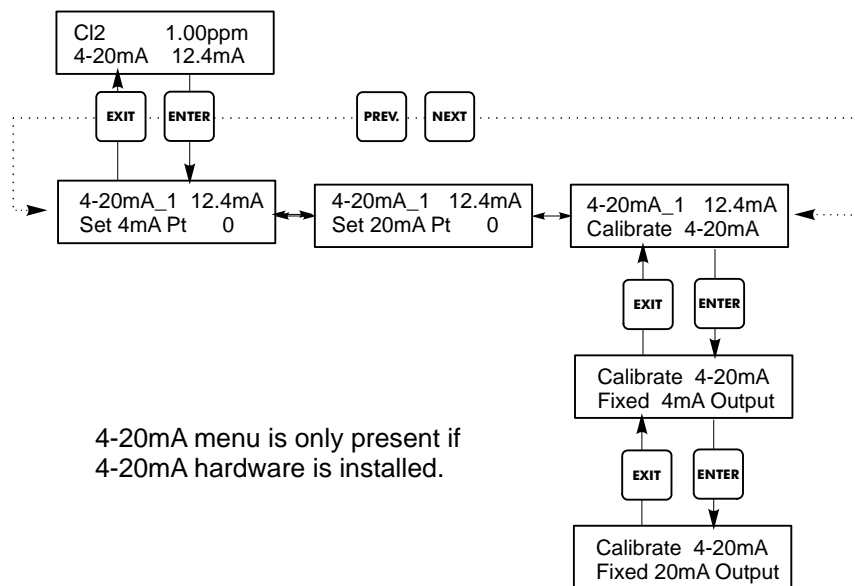 Cl2 1.00ppm
4-20mA 12.4mA
EXIT ENTER PREV. NEXT
4-20mA_1 12.4mA
Set 4mA Pt 0
4-20mA_1 12.4mA
Set 20mA Pt 0
4-20mA_1 12.4mA
Calibrate 4-20mA
EXIT ENTER
Calibrate 4-20mA
Fixed 4mA Output
4-20mA menu is only present if
4-20mA hardware is installed.
EXIT ENTER
Calibrate 4-20mA
Fixed 20mA Output